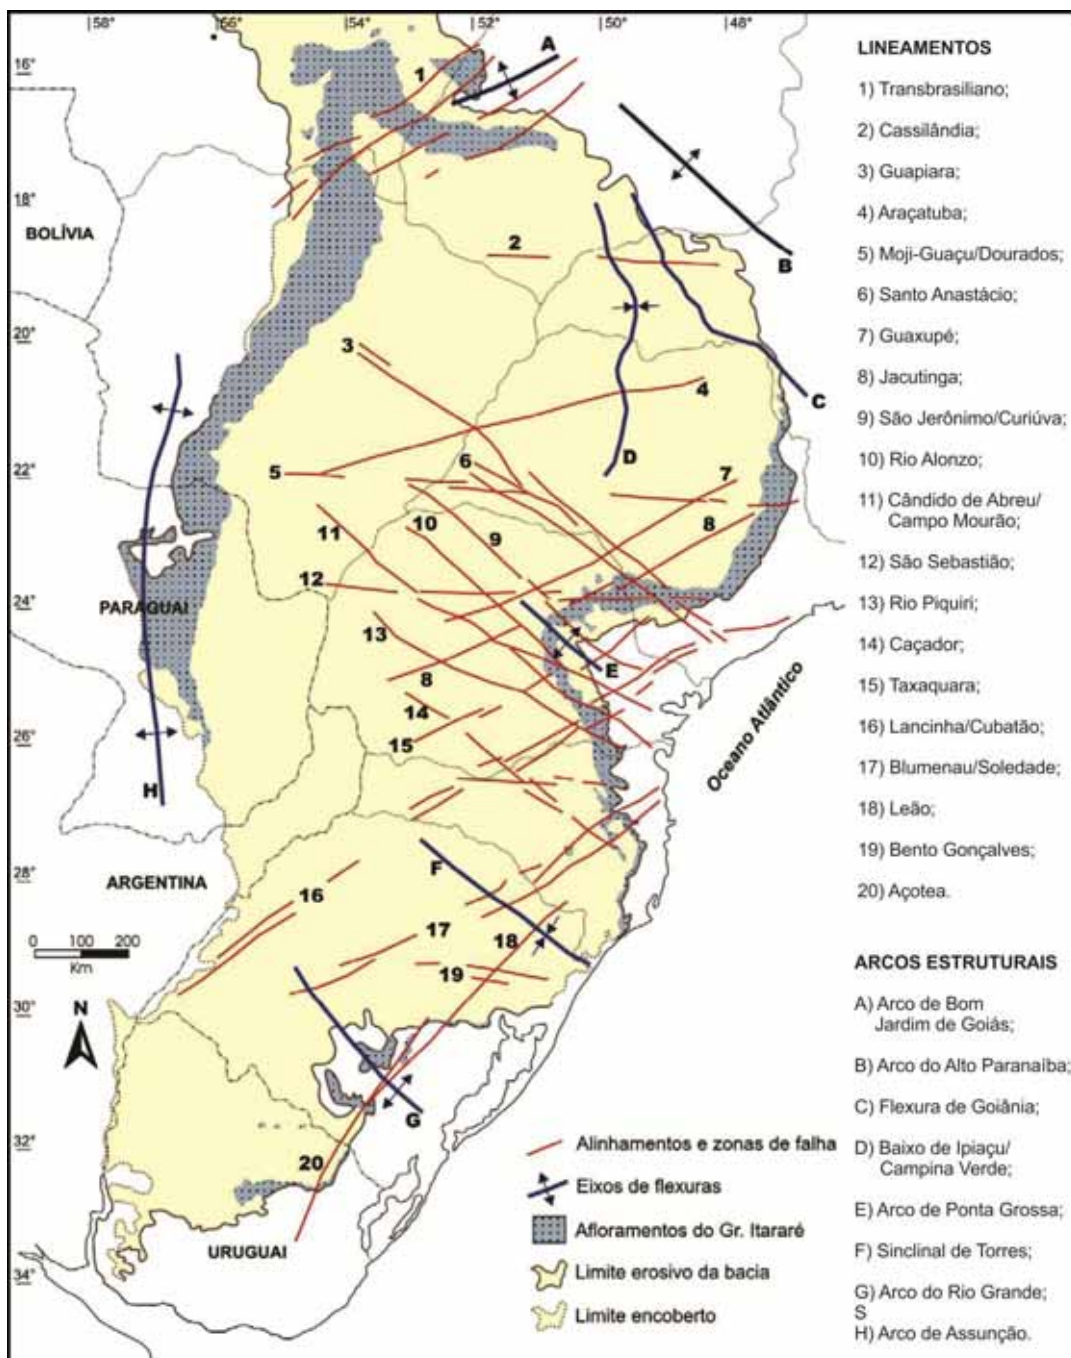 58° 56° 54° 52° 50° 48°
16°
18°
20°
22°
24°
26°
28°
30°
32°
34°
A
1
B
2
BOLÍVIA
3
4
C
5
6
D
7
8
9
10
11
12
PARAGUAI
13
E
8
14
15
H
Oceano Atlântico
ARGENTINA
F
16
17
18
19
0 100 200
Km
N
G
20
URUGUAI
Alinhamentos e zonas de falha
Eixos de flexuras
Afloramentos do Gr. Itararé
Limite erosivo da bacia
Limite encoberto
LINEAMENTOS
1) Transbrasiliano;
2) Cassilândia;
3) Guapiara;
4) Araçatuba;
5) Moji-Guaçu/Dourados;
6) Santo Anastácio;
7) Guaxupé;
8) Jacutinga;
9) São Jerônimo/Curiúva;
10) Rio Alonzo;
11) Cândido de Abreu/
Campo Mourão;
12) São Sebastião;
13) Rio Piquiri;
14) Caçador;
15) Taxaquara;
16) Lancinha/Cubatão;
17) Blumenau/Soledade;
18) Leão;
19) Bento Gonçalves;
20) Açotea.
ARCOS ESTRUTURAIS
A) Arco de Bom
Jardim de Goiás;
B) Arco do Alto Paranaíba;
C) Flexura de Goiânia;
D) Baixo de Ipiaçu/
Campina Verde;
E) Arco de Ponta Grossa;
F) Sinclinal de Torres;
G) Arco do Rio Grande;
S
H) Arco de Assunção.